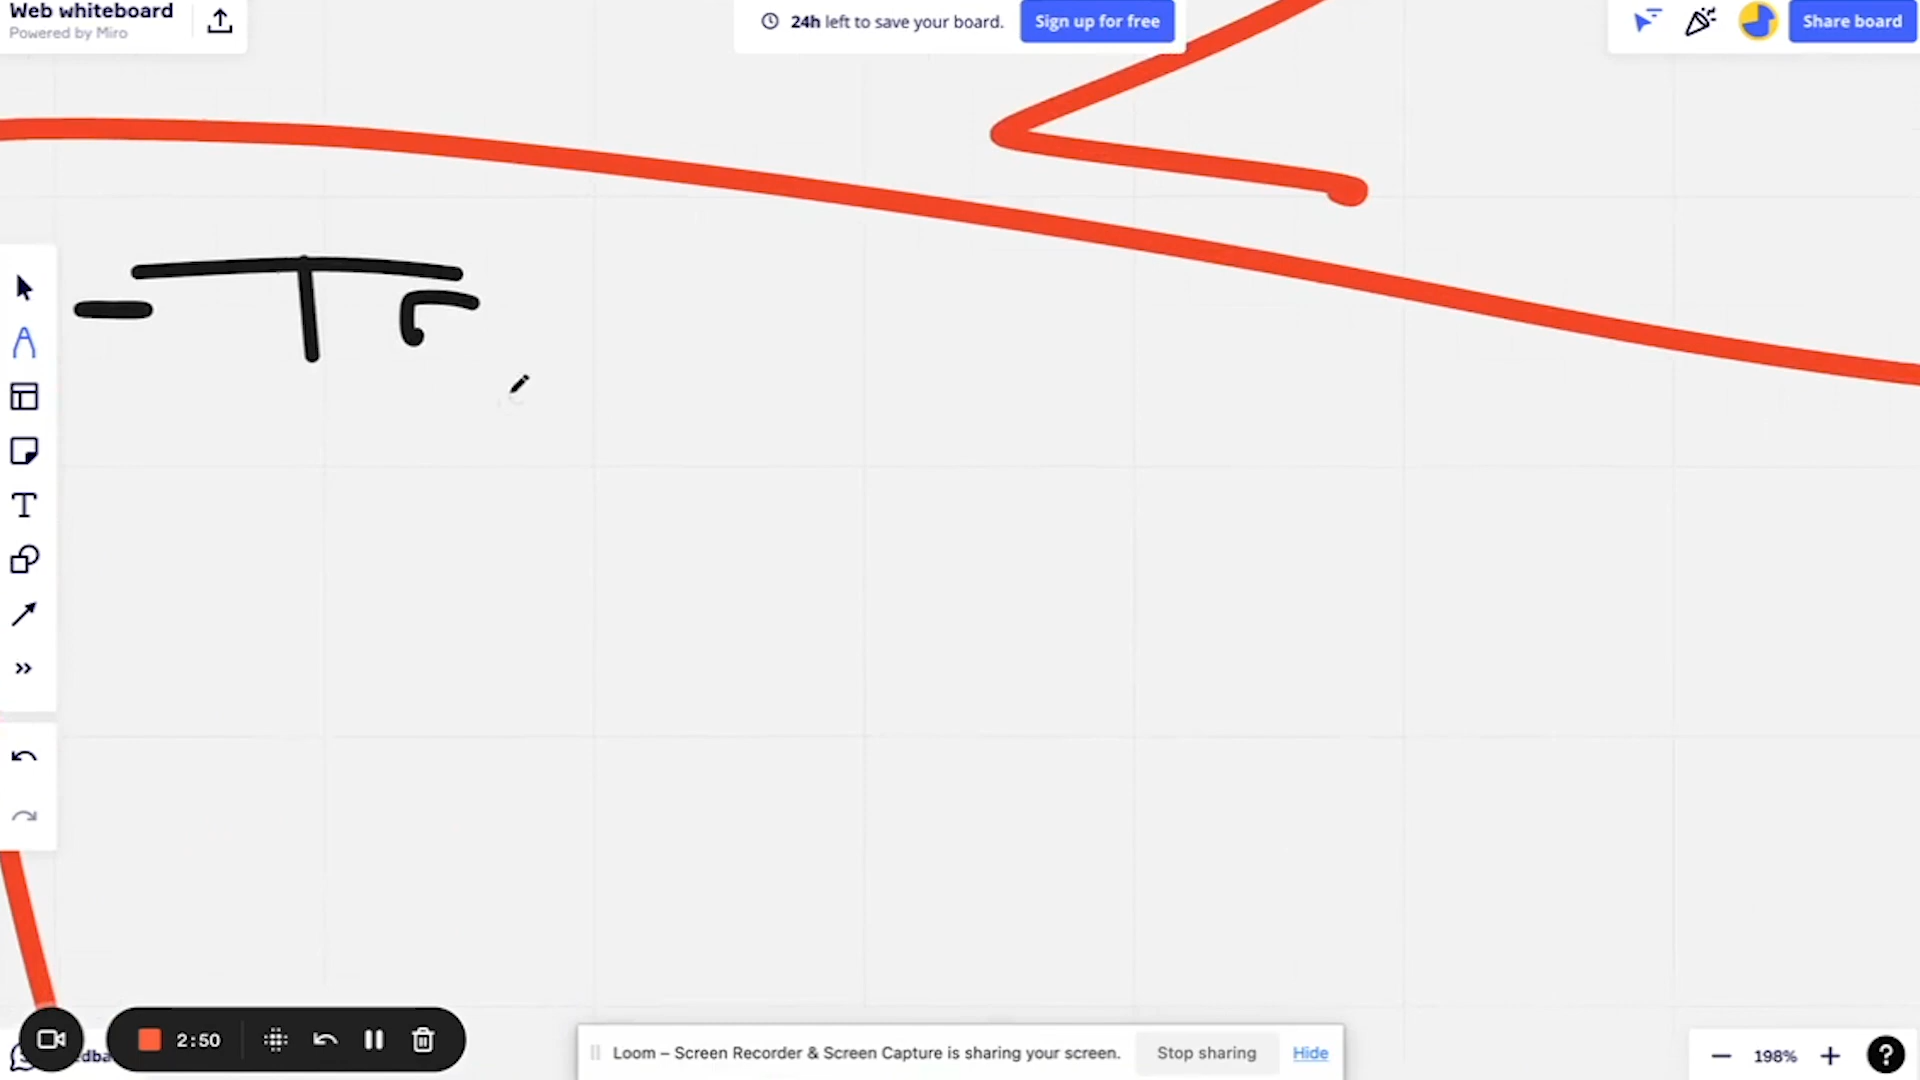 Web whiteboard
Powered by Miro
24h left to save your board.
Sign up for free
Share board
- Tr
T
2:50
Loom – Screen Recorder & Screen Capture is sharing your screen.
Stop sharing
Hide
198%
?